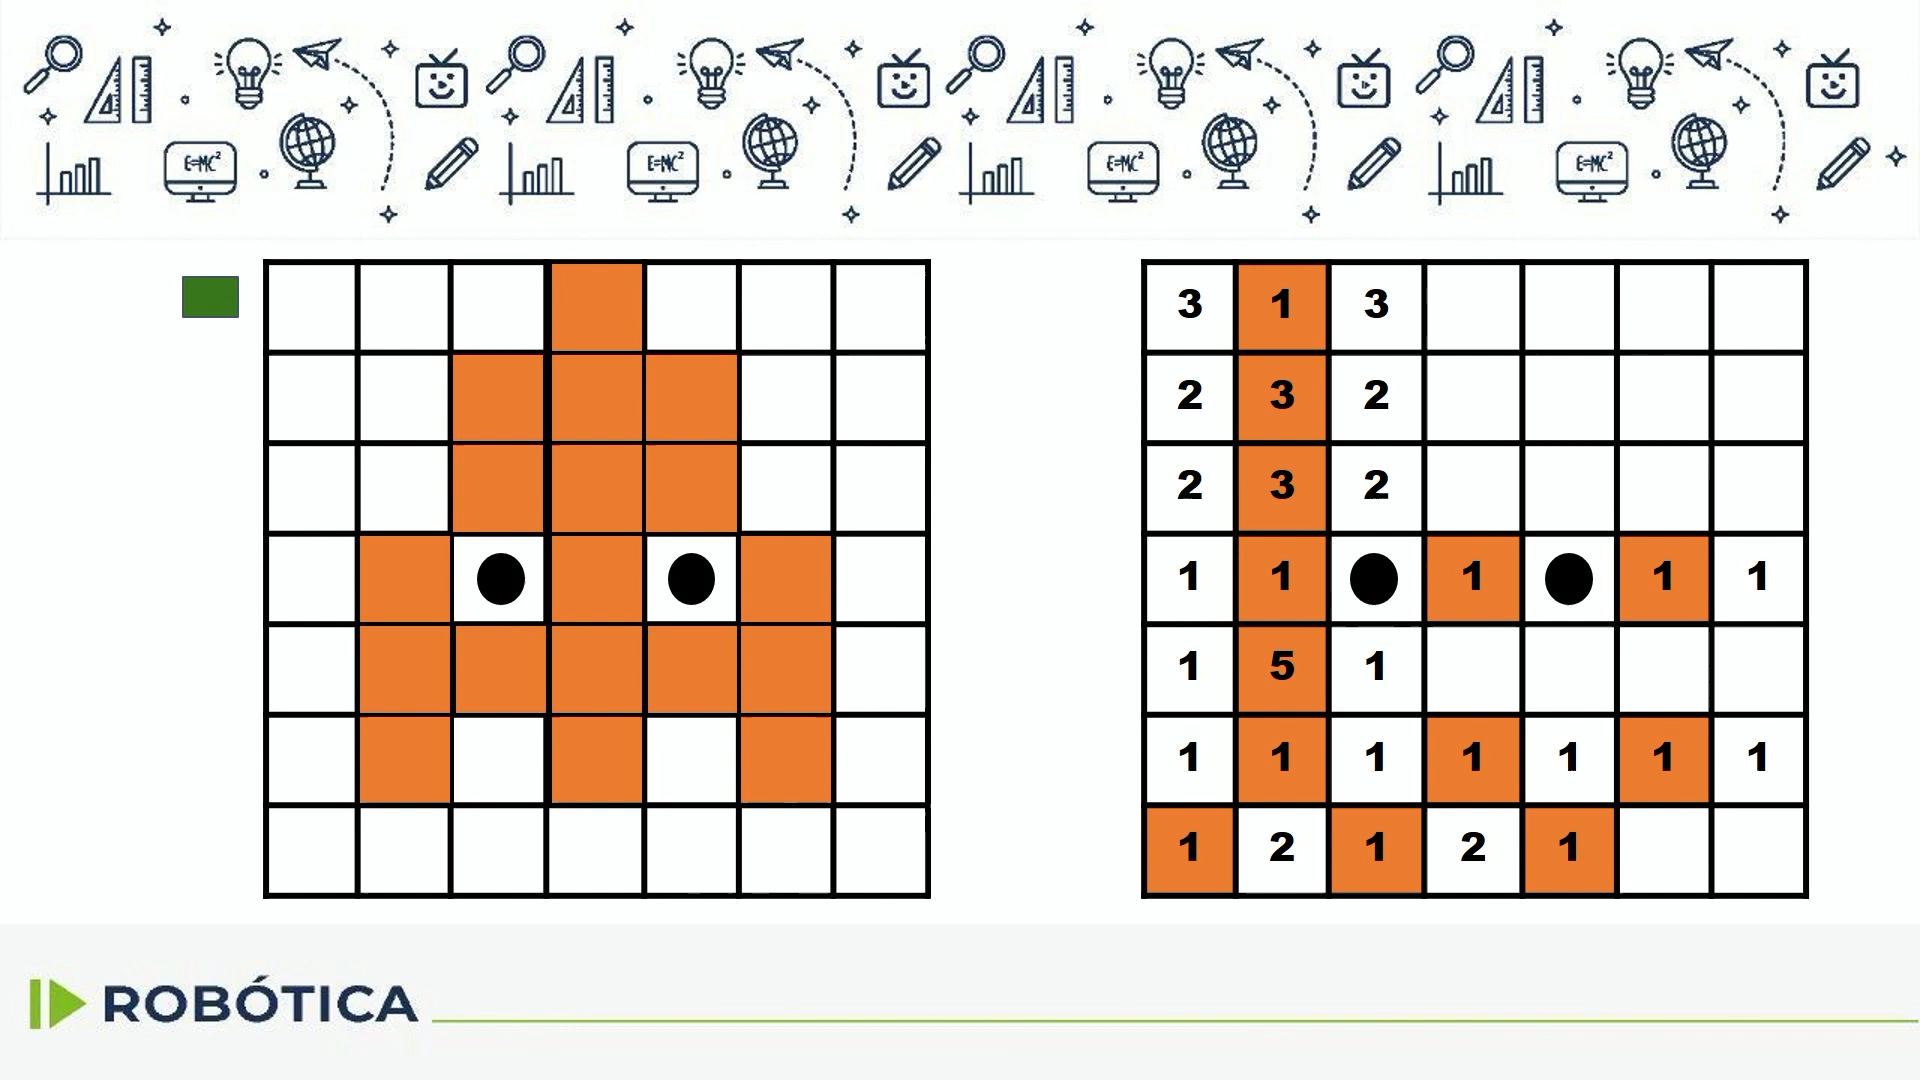 E=MC² E=MC² E=MC² E=MC²
3 1 3
2 3 2
2 3 2
1 1 1 1 1
1 5 1
1 1 1 1 1 1 1
1 2 1 2 1
ROBÓTICA